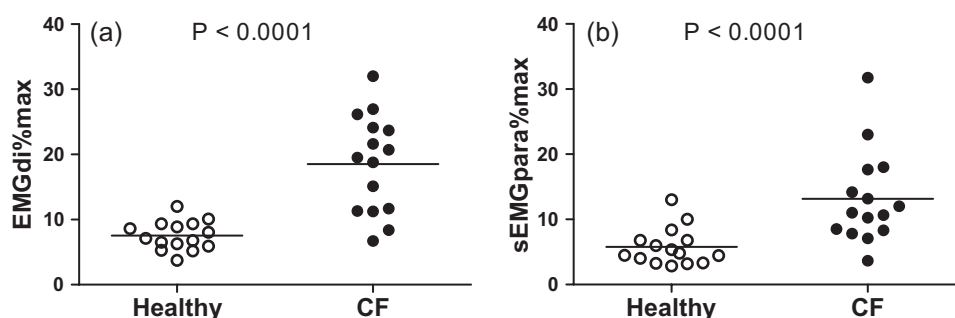 (a) P < 0.0001
EMGdi%max
40
30
20
10
0
Healthy CF
(b) P < 0.0001
sEMGpara%max
40
30
20
10
0
Healthy CF